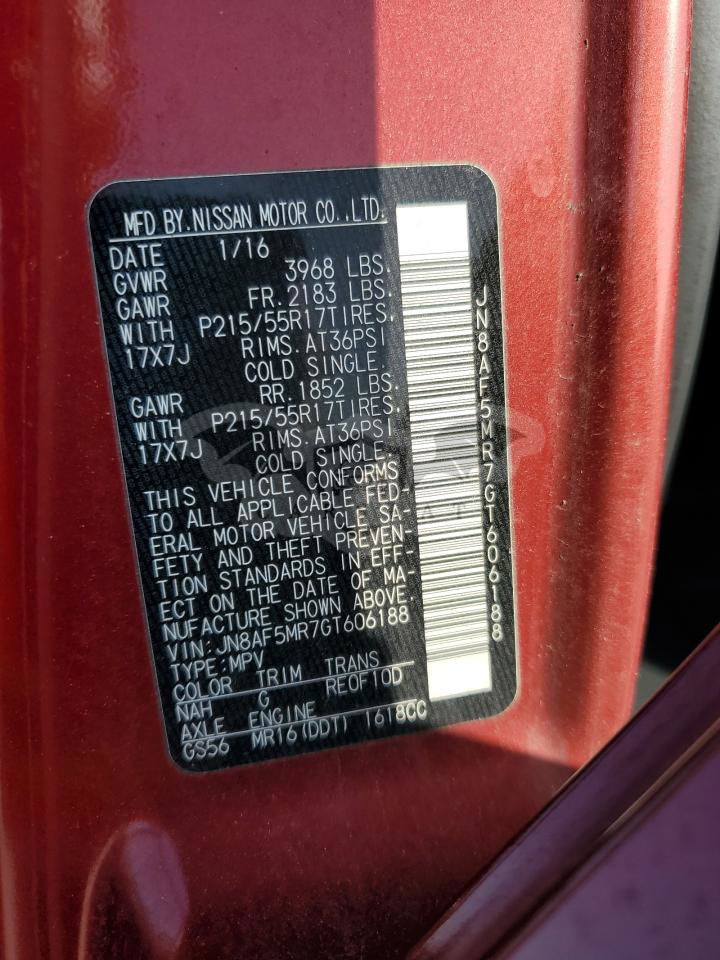 MFD BY.NISSAN MOTOR CO.,LTD.
DATE 1/16
GVWR 3968 LBS.
GAWR FR.2183 LBS.
WITH P215/55R17TIRES.
17X7J RIMS.AT36PSI
COLD SINGLE.
GAWR RR.1852 LBS.
WITH P215/55R17TIRES.
17X7J RIMS.AT36PSI
COLD SINGLE.
THIS VEHICLE CONFORMS
TO ALL APPLICABLE FED-
ERAL MOTOR VEHICLE SA-
FETY AND THEFT PREVEN-
TION STANDARDS IN EFF-
ECT ON THE DATE OF MA-
NUFACTURE SHOWN ABOVE.
VIN:JN8AF5MR7GT606188
TYPE:MPV
COLOR TRIM TRANS
NAH G REOF10D
AXLE ENGINE
GS56 MR16(DDT) 1618CC
JN8AF5MR7GT606188